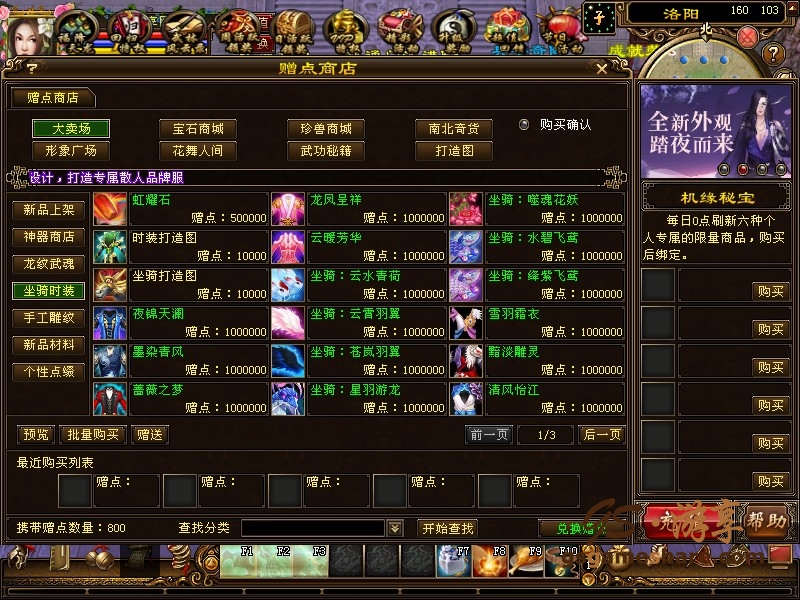 洛阳
160 103
北
子
赠点商店
赠点商店
大卖场 宝石商城 珍兽商城 南北奇货 购买确认
形象广场 花舞人间 武功秘籍 打造图
设计，打造专属散人品牌服
新品上架
神器商店
龙纹武魂
坐骑时装
手工雕纹
新品材料
个性点缀
虹耀石 龙凤呈祥 坐骑：噬魂花妖
赠点：500000 赠点：1000000 赠点：1000000
时装打造图 云暖芳华 坐骑：水碧飞鸢
赠点：10000 赠点：1000000 赠点：1000000
坐骑打造图 坐骑：云水青荷 坐骑：绛紫飞鸢
赠点：10000 赠点：1000000 赠点：1000000
夜锦天澜 坐骑：云霄羽翼 雪羽霜衣
赠点：1000000 赠点：1000000 赠点：1000000
墨染青风 坐骑：苍岚羽翼 黯淡雕灵
赠点：1000000 赠点：1000000 赠点：1000000
蔷薇之梦 坐骑：星羽游龙 清风怡江
赠点：1000000 赠点：1000000 赠点：1000000
预览 批量购买 赠送 前一页 1/3 后一页
最近购买列表
赠点： 赠点： 赠点： 赠点： 赠点：
携带赠点数量：800 查找分类 开始查找 兑换赠点
全新外观
踏夜而来
机缘秘宝
每日0点刷新六种个
人专属的限量商品，购买
后绑定。
购买
购买
购买
购买
购买
购买
帮助
F1 F2 F3 F7 F8 F9 F10